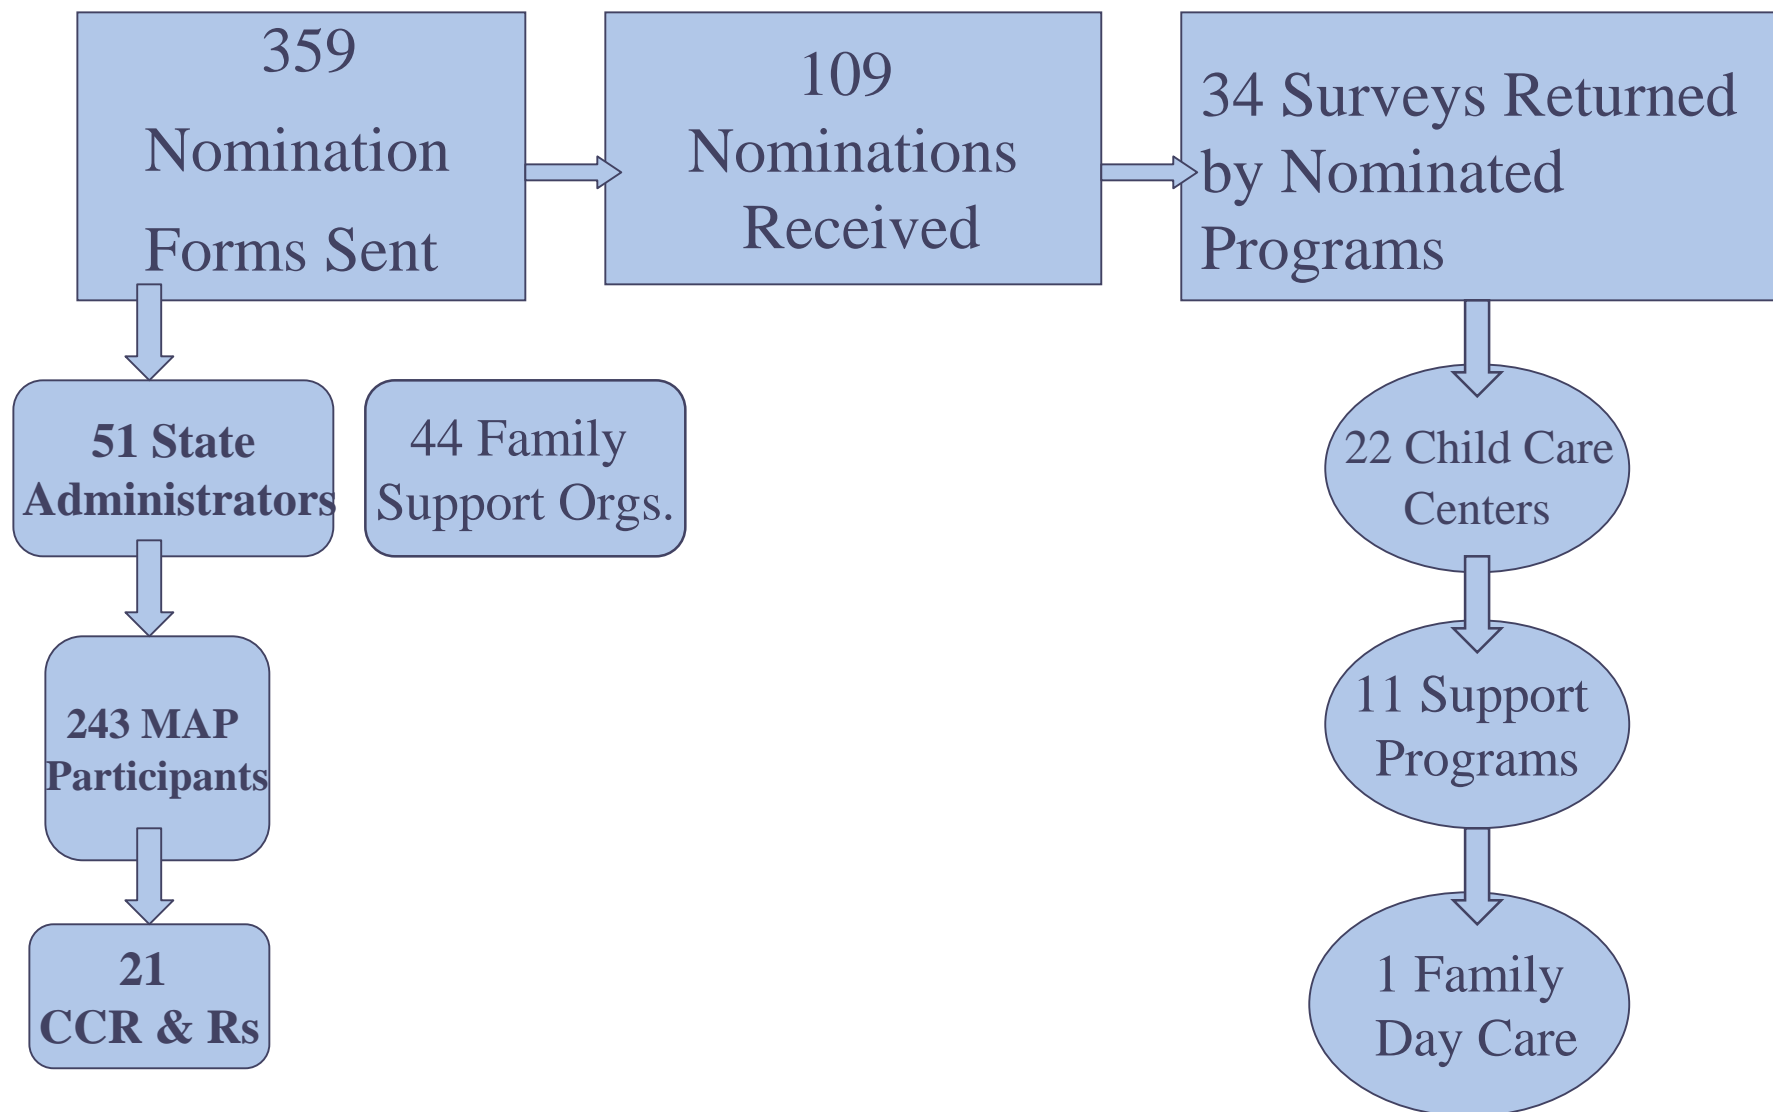 359
Nomination
Forms Sent
109
Nominations
Received
34 Surveys Returned
by Nominated
Programs
51 State
Administrators
44 Family
Support Orgs.
22 Child Care
Centers
243 MAP
Participants
11 Support
Programs
21
CCR & Rs
1 Family
Day Care